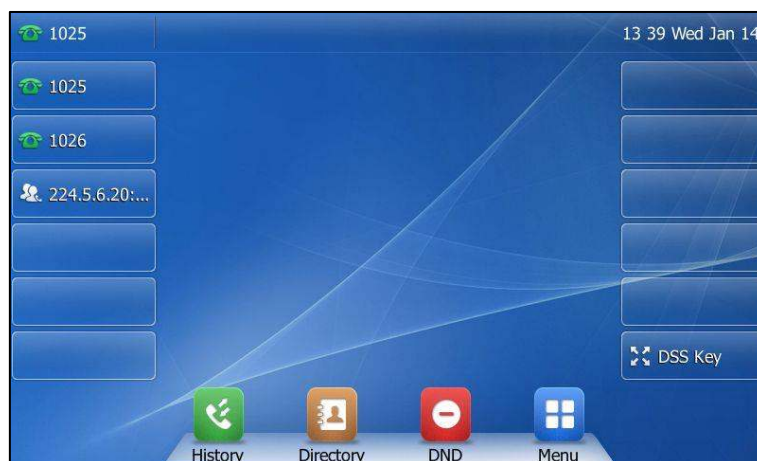 1025
13 39 Wed Jan 14
1025
1026
224.5.6.20:...
DSS Key
History
Directory
DND
Menu